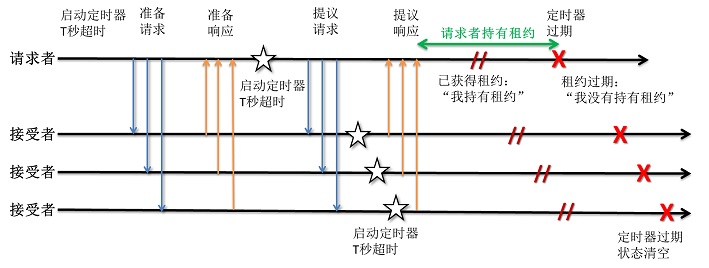 启动定时器
T秒超时
准备
请求
准备
响应
提议
请求
提议
响应
请求者持有租约
定时器
过期
请求者
启动定时器
T秒超时
已获得租约：
“我持有租约”
租约过期：
“我没有持有租约”
接受者
接受者
接受者
启动定时器
T秒超时
定时器过期
状态清空